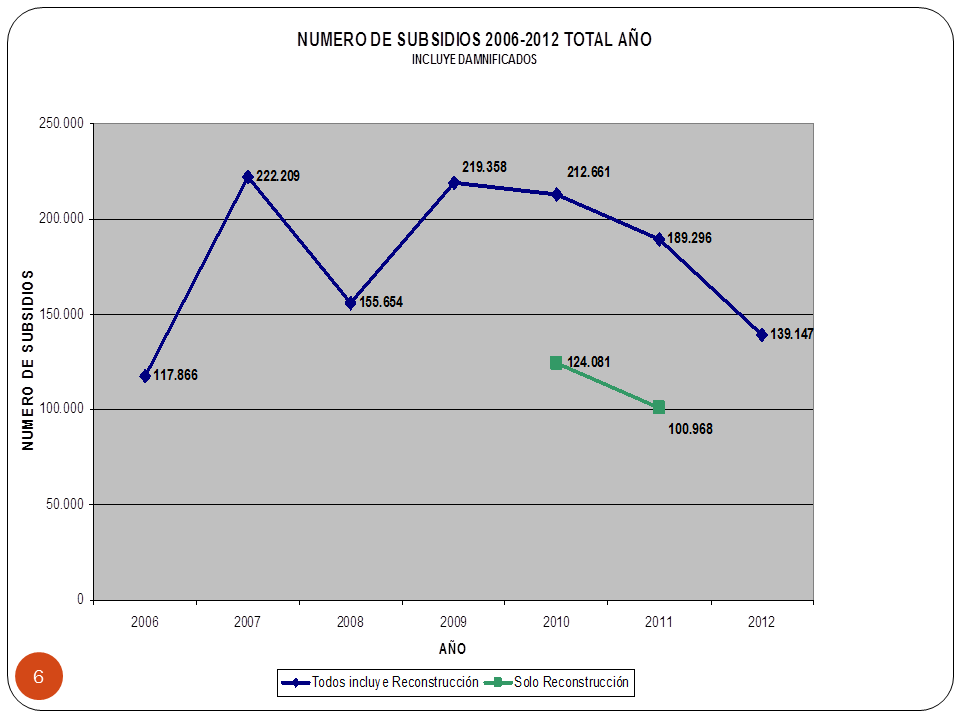 NUMERO DE SUBSIDIOS 2006-2012 TOTAL AÑO
INCLUYE DAMNIFICADOS
NUMERO DE SUBSIDIOS
250.000
200.000
150.000
100.000
50.000
0
117.866
222.209
155.654
219.358
212.661
189.296
139.147
124.081
100.968
2006 2007 2008 2009 2010 2011 2012
AÑO
Todos incluye Reconstrucción Solo Reconstrucción
6